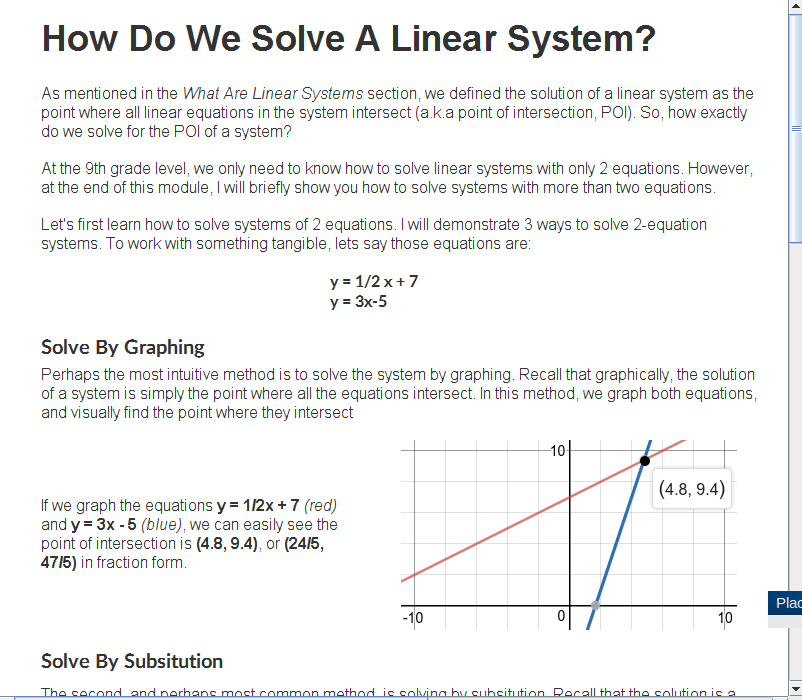 How Do We Solve A Linear System?
As mentioned in the What Are Linear Systems section, we defined the solution of a linear system as the
point where all linear equations in the system intersect (a.k.a point of intersection, POI). So, how exactly
do we solve for the POI of a system?
At the 9th grade level, we only need to know how to solve linear systems with only 2 equations. However,
at the end of this module, I will briefly show you how to solve systems with more than two equations.
Let's first learn how to solve systems of 2 equations. I will demonstrate 3 ways to solve 2-equation
systems. To work with something tangible, lets say those equations are:
y = 1/2 x + 7
y = 3x-5
Solve By Graphing
Perhaps the most intuitive method is to solve the system by graphing. Recall that graphically, the solution
of a system is simply the point where all the equations intersect. In this method, we graph both equations,
and visually find the point where they intersect
If we graph the equations y = 1/2x + 7 (red)
and y = 3x - 5 (blue), we can easily see the
point of intersection is (4.8, 9.4), or (24/5,
47/5) in fraction form.
10
(4.8, 9.4)
-10
0
10
Plac
Solve By Subsitution
The second, and perhaps most common method, is solving by subsitution. Recall that the solution is a